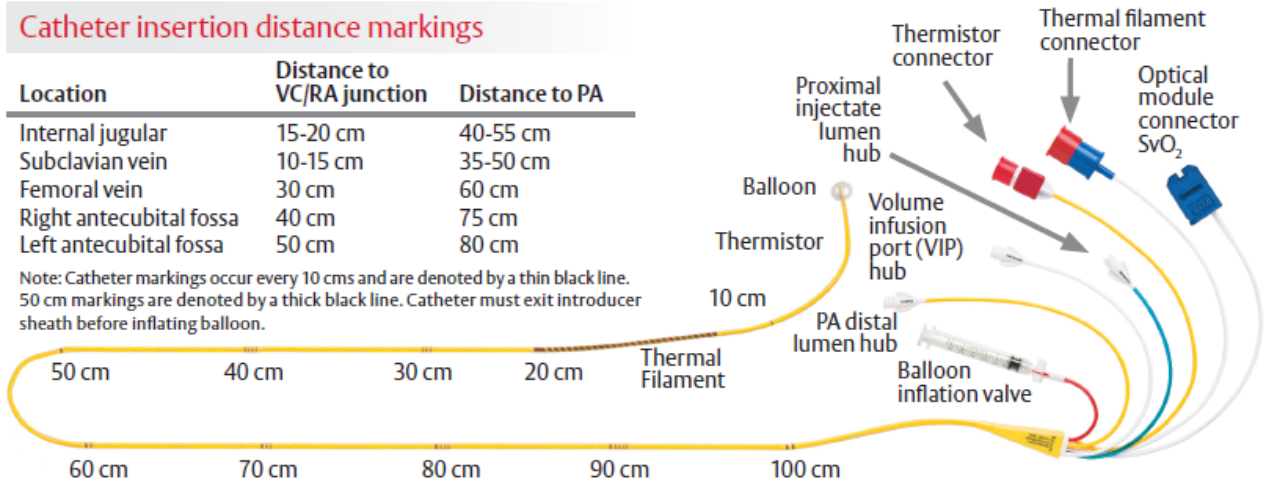 Catheter insertion distance markings
Location Distance to VC/RA junction Distance to PA
Internal jugular 15-20 cm 40-55 cm
Subclavian vein 10-15 cm 35-50 cm
Femoral vein 30 cm 60 cm
Right antecubital fossa 40 cm 75 cm
Left antecubital fossa 50 cm 80 cm
Note: Catheter markings occur every 10 cms and are denoted by a thin black line.
50 cm markings are denoted by a thick black line. Catheter must exit introducer
sheath before inflating balloon.
Thermistor
connector
Thermal filament
connector
Proximal
injectate
lumen
hub
Optical
module
connector
SvO₂
Balloon
Thermistor
Volume
infusion
port (VIP)
hub
10 cm
PA distal
lumen hub
Thermal
Filament
Balloon
inflation valve
50 cm
40 cm
30 cm
20 cm
60 cm
70 cm
80 cm
90 cm
100 cm